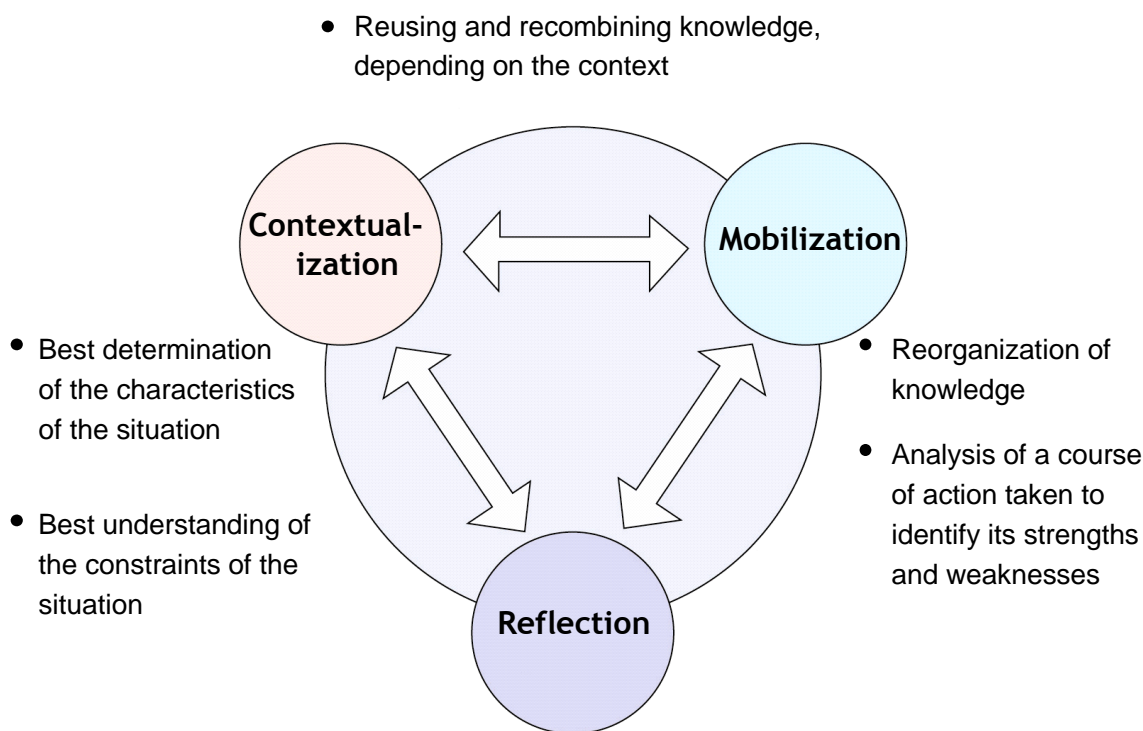 • Reusing and recombining knowledge,
depending on the context
Contextual-
ization
Mobilization
• Best determination
of the characteristics
of the situation
• Best understanding of
the constraints of the
situation
• Reorganization of
knowledge
• Analysis of a course
of action taken to
identify its strengths
and weaknesses
Reflection